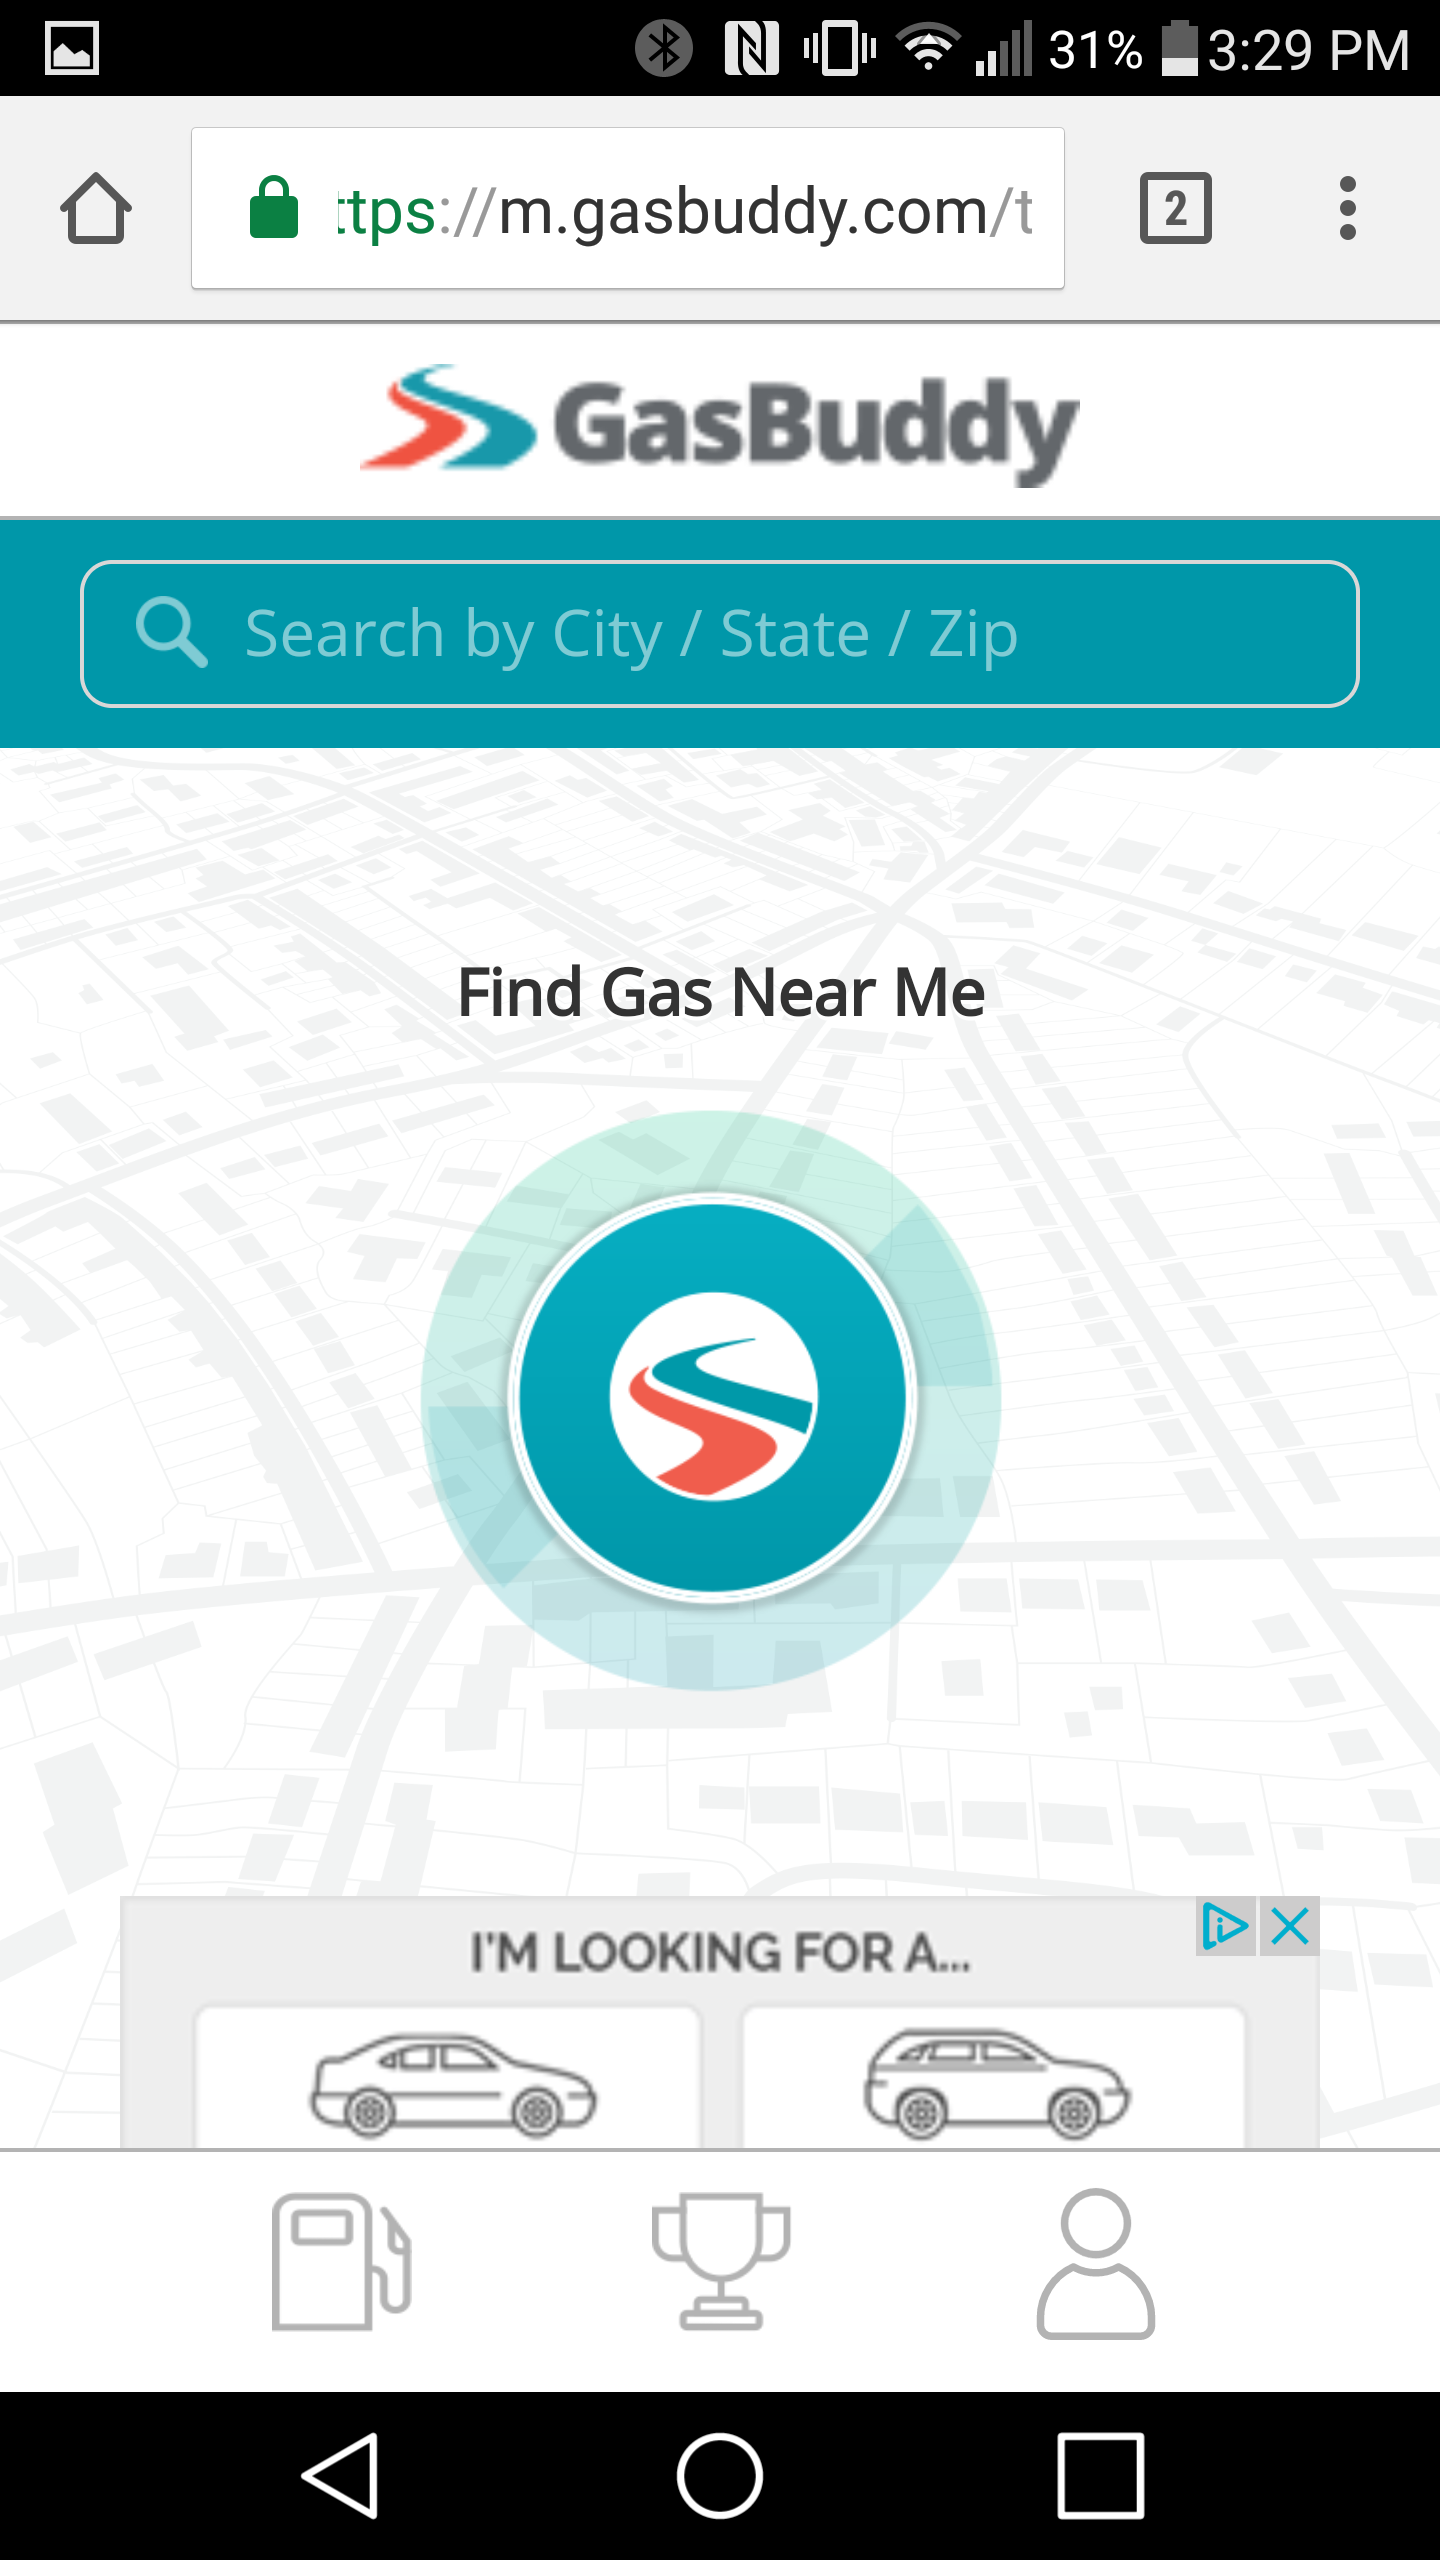 31% 3:29 PM
ttps://m.gasbuddy.com/t
2
GasBuddy
Search by City / State / Zip
Find Gas Near Me
I'M LOOKING FOR A...